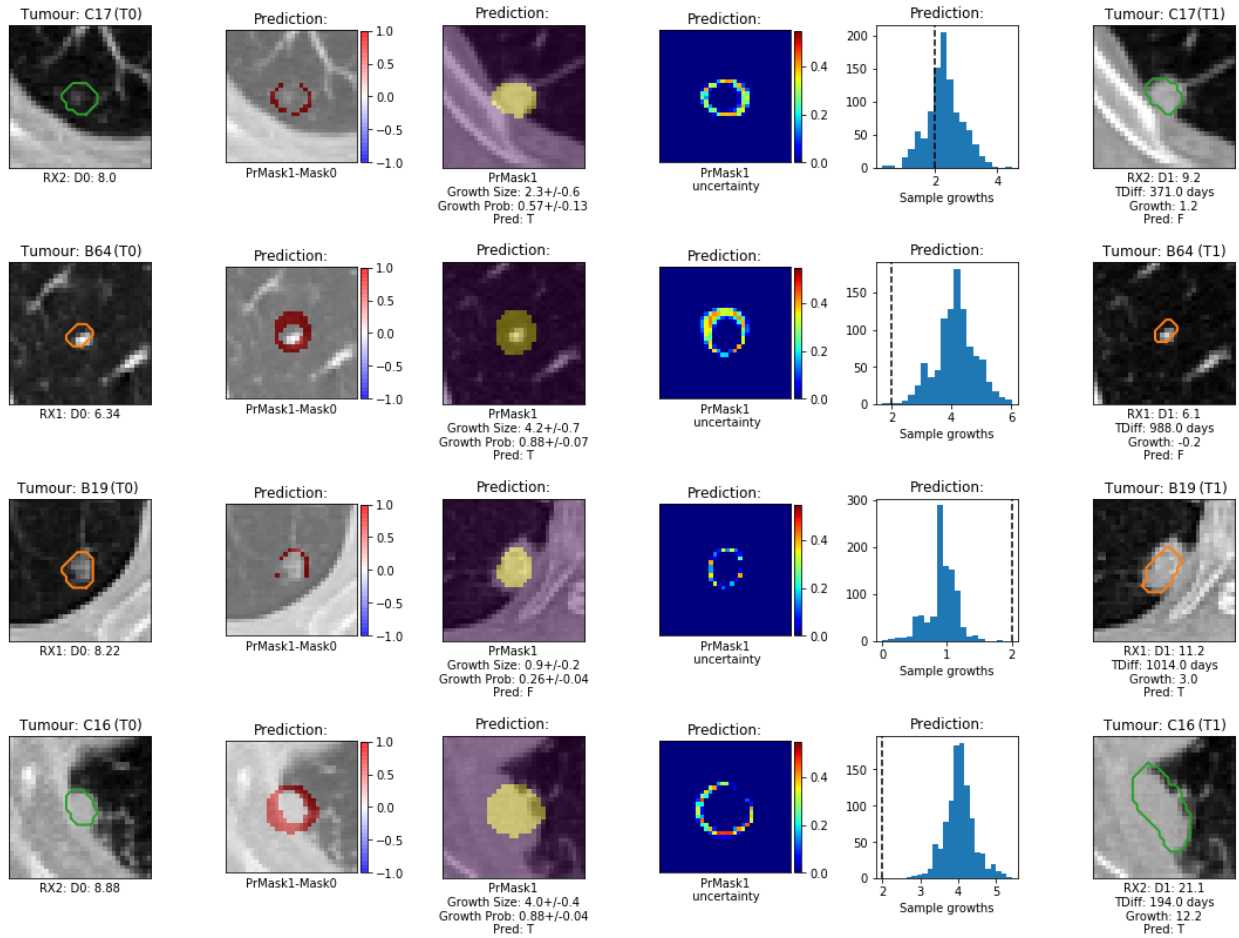 Tumour: C17 (T0)
Prediction:
Prediction:
Prediction:
Prediction:
Tumour: C17 (T1)
1.0
0.5
0.0
−0.5
−1.0
0.4
0.2
0.0
200
150
100
50
0
2
4
RX2: D0: 8.0
PrMask1-Mask0
PrMask1
Growth Size: 2.3+/-0.6
Growth Prob: 0.57+/-0.13
Pred: T
PrMask1
uncertainty
Sample growths
RX2: D1: 9.2
TDiff: 371.0 days
Growth: 1.2
Pred: F
Tumour: B64 (T0)
Prediction:
Prediction:
Prediction:
Prediction:
Tumour: B64 (T1)
1.0
0.5
0.0
−0.5
−1.0
0.4
0.2
0.0
150
100
50
0
2
4
6
RX1: D0: 6.34
PrMask1-Mask0
PrMask1
Growth Size: 4.2+/-0.7
Growth Prob: 0.88+/-0.07
Pred: T
PrMask1
uncertainty
Sample growths
RX1: D1: 6.1
TDiff: 988.0 days
Growth: -0.2
Pred: F
Tumour: B19 (T0)
Prediction:
Prediction:
Prediction:
Prediction:
Tumour: B19 (T1)
1.0
0.5
0.0
−0.5
−1.0
0.4
0.2
0.0
300
200
100
0
0
1
2
RX1: D0: 8.22
PrMask1-Mask0
PrMask1
Growth Size: 0.9+/-0.2
Growth Prob: 0.26+/-0.04
Pred: F
PrMask1
uncertainty
Sample growths
RX1: D1: 11.2
TDiff: 1014.0 days
Growth: 3.0
Pred: T
Tumour: C16 (T0)
Prediction:
Prediction:
Prediction:
Prediction:
Tumour: C16 (T1)
1.0
0.5
0.0
−0.5
−1.0
0.4
0.2
0.0
150
100
50
0
2
3
4
5
RX2: D0: 8.88
PrMask1-Mask0
PrMask1
Growth Size: 4.0+/-0.4
Growth Prob: 0.88+/-0.04
Pred: T
PrMask1
uncertainty
Sample growths
RX2: D1: 21.1
TDiff: 194.0 days
Growth: 12.2
Pred: T